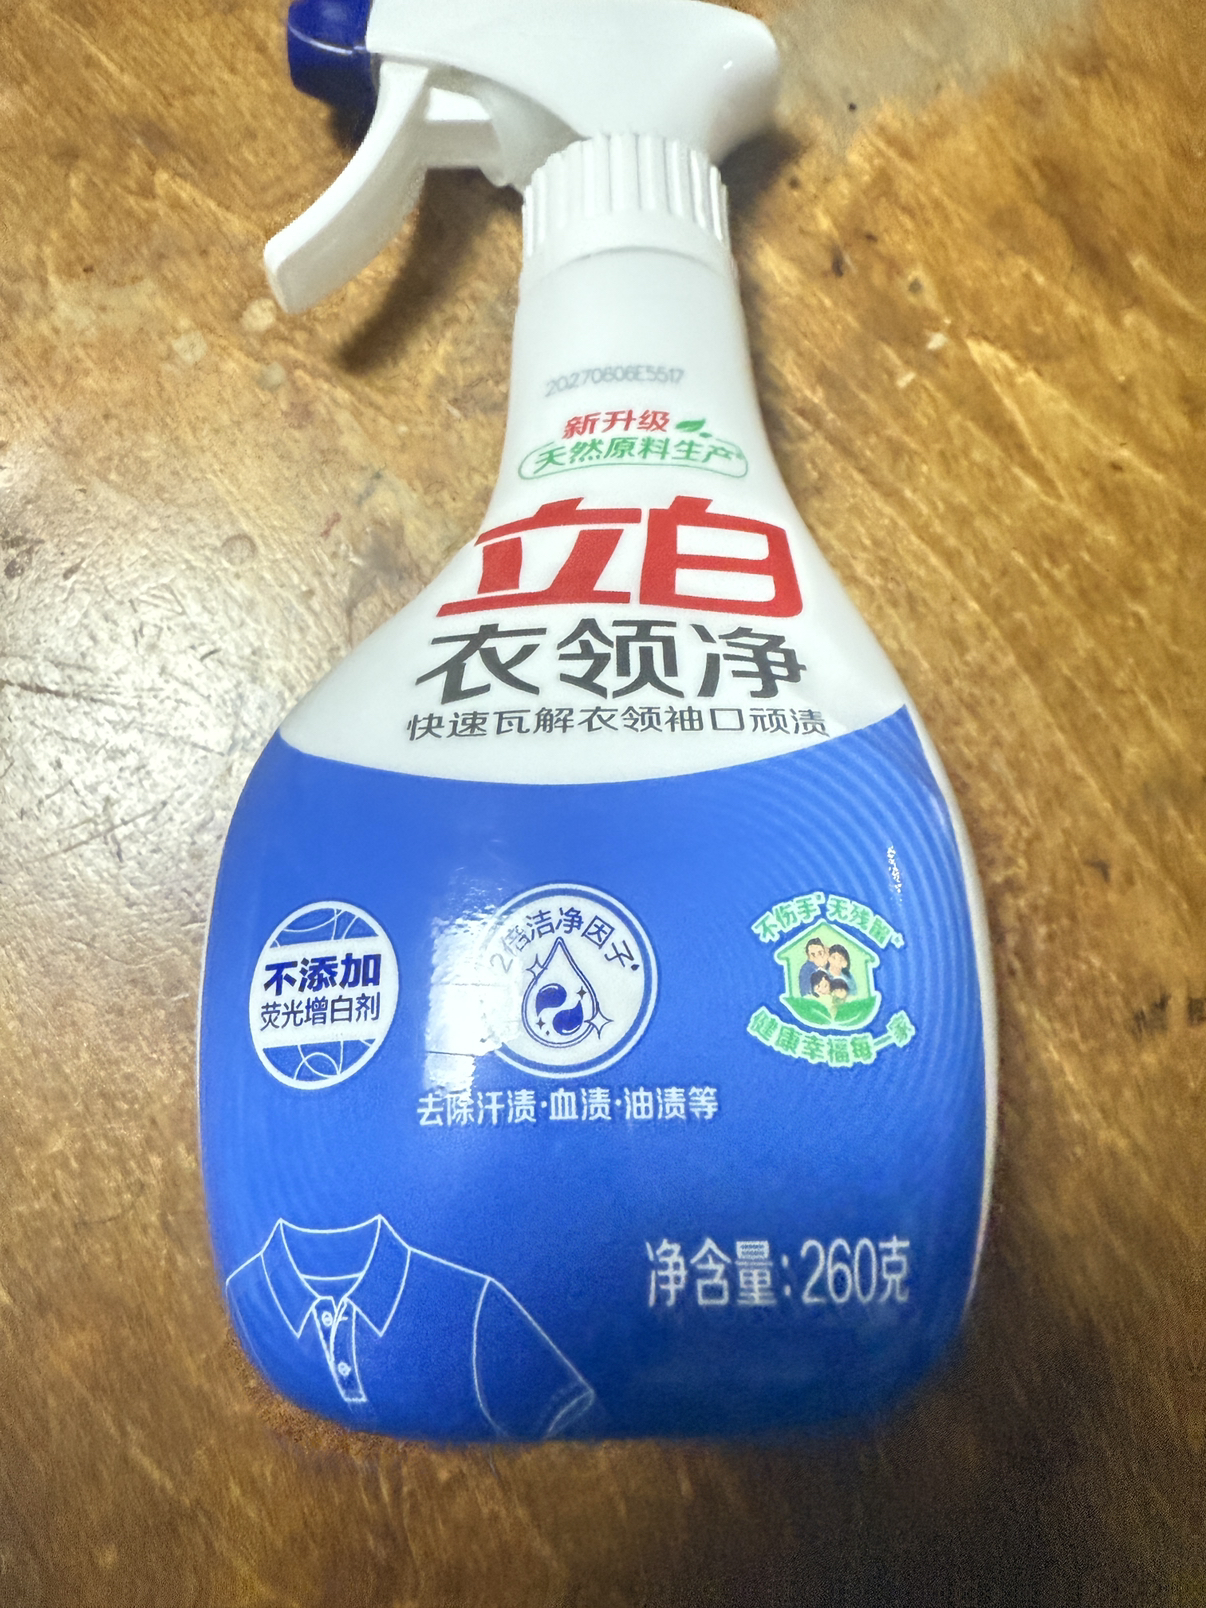 20270606E5517
新升级
天然原料生产
立白
衣领净
快速瓦解衣领袖口顽渍
不添加
荧光增白剂
2倍洁净因子
不伤手 无残留
健康幸福每一家
去除汗渍·血渍·油渍等
净含量:260克